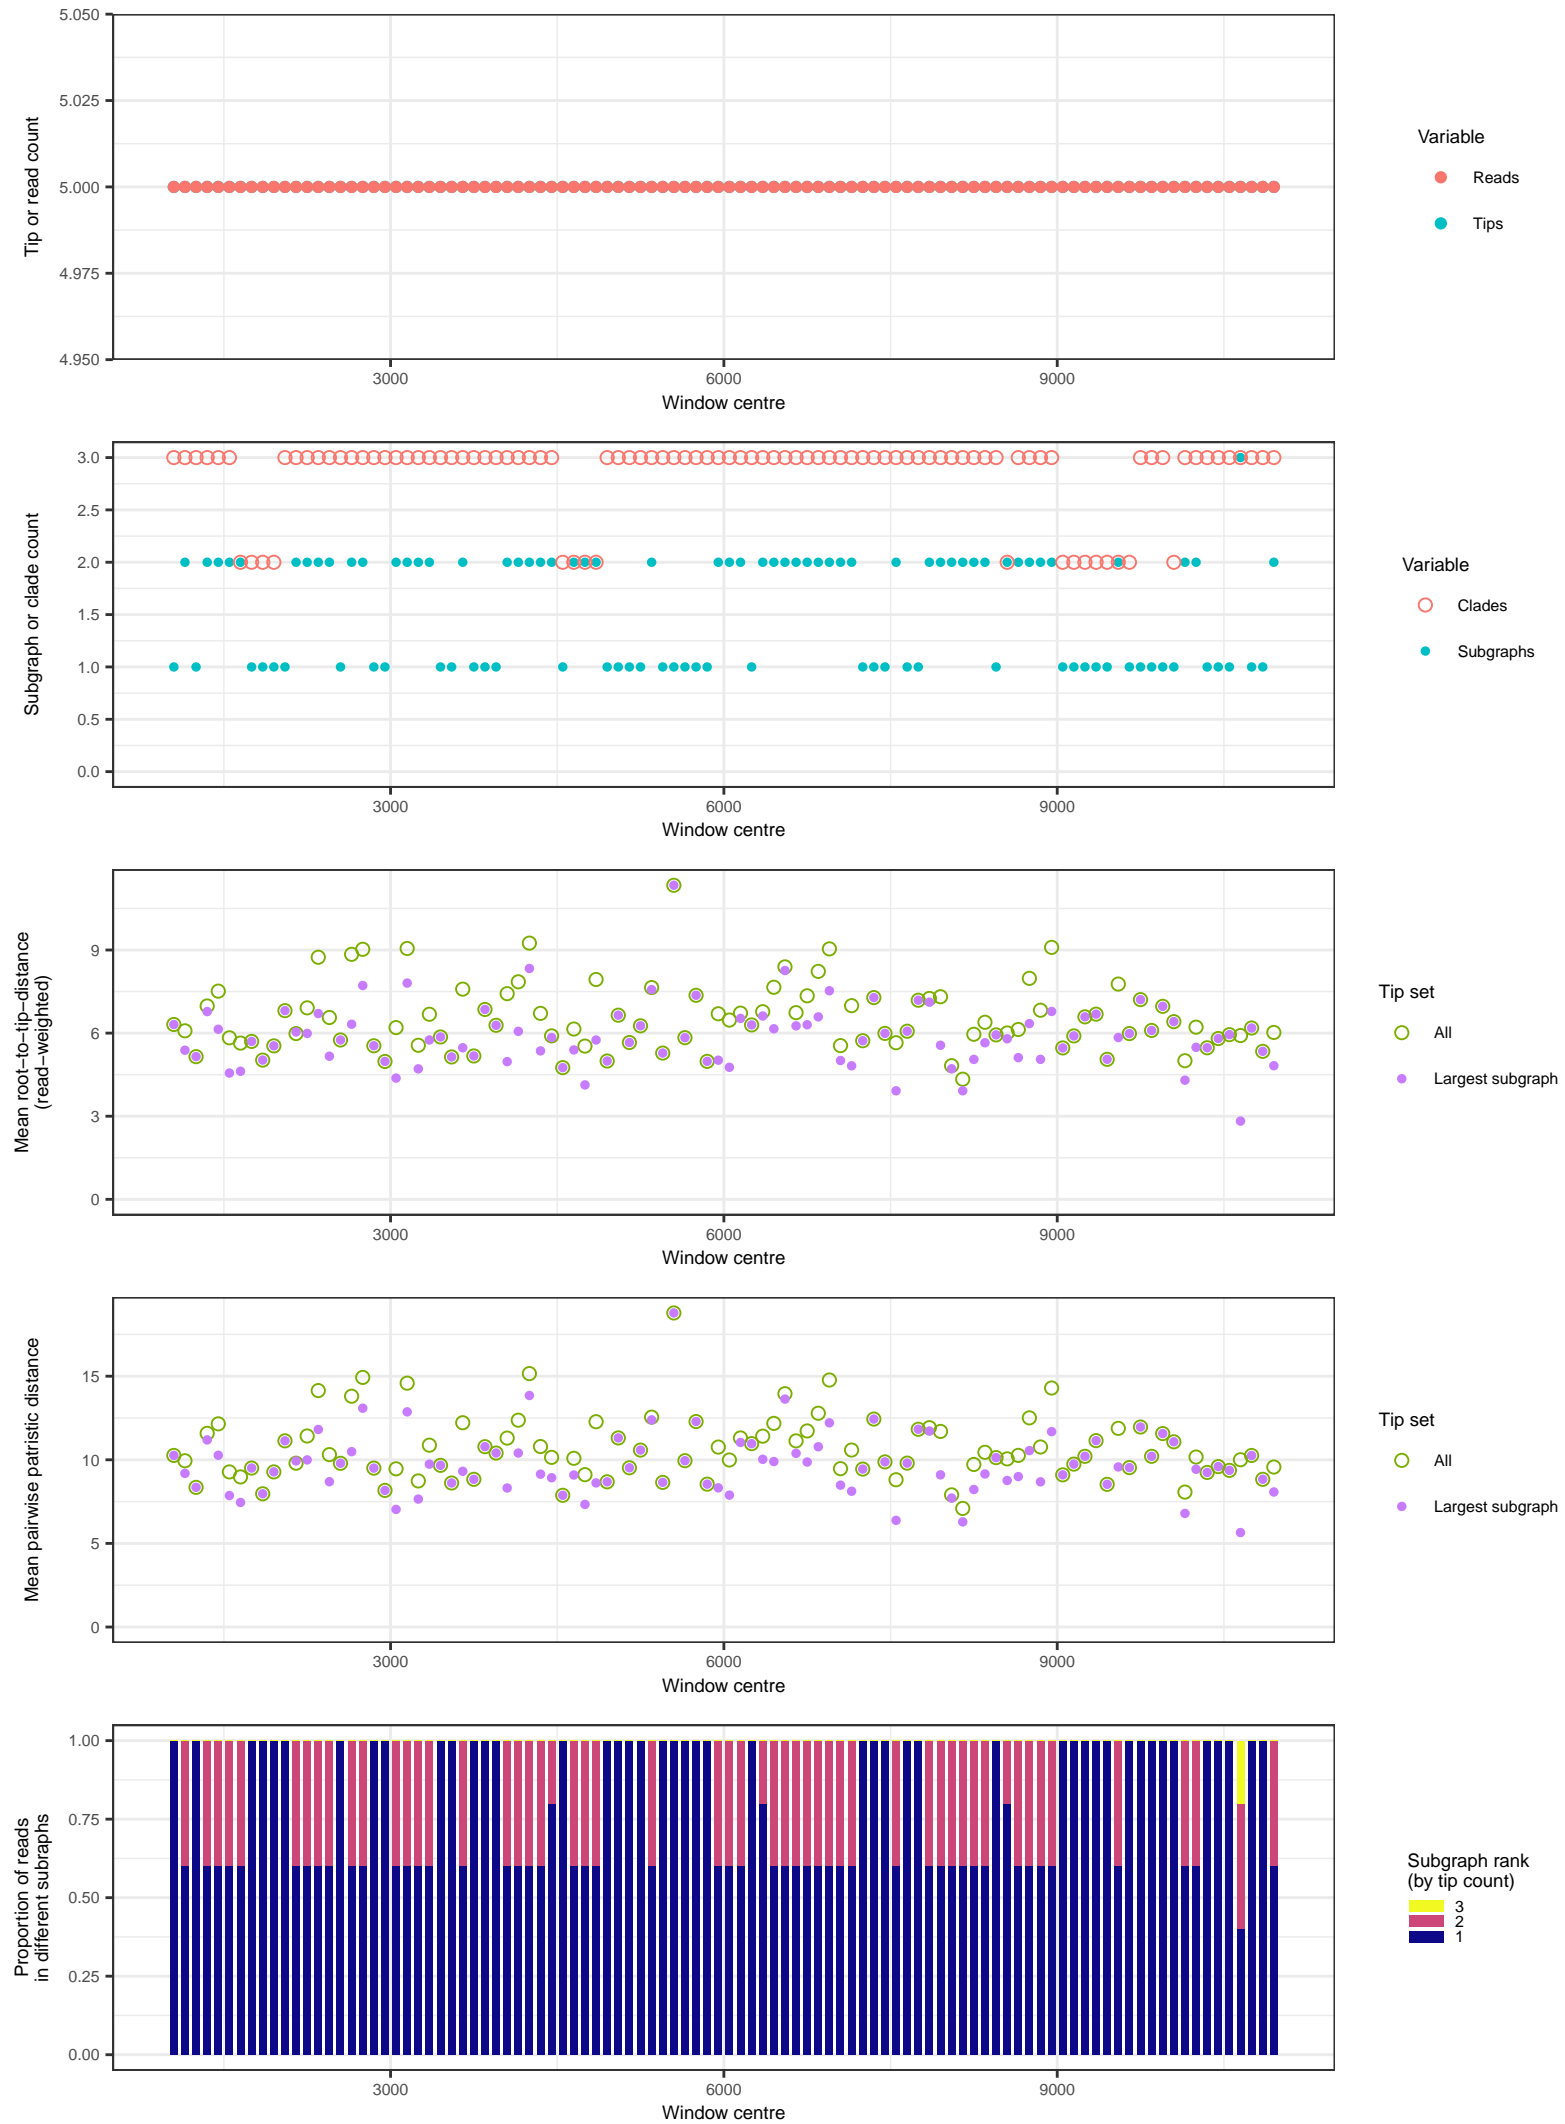 5.050
5.025
5.000
4.975
4.950
Tip or read count
3000
6000
9000
Window centre
Variable
Reads
Tips
3.0
2.5
2.0
1.5
1.0
0.5
0.0
Subgraph or clade count
3000
6000
9000
Window centre
Variable
Clades
Subgraphs
9
6
3
0
Mean root−to−tip−distance
(read−weighted)
3000
6000
9000
Window centre
Tip set
All
Largest subgraph
15
10
5
0
Mean pairwise patristic distance
3000
6000
9000
Window centre
Tip set
All
Largest subgraph
1.00
0.75
0.50
0.25
0.00
Proportion of reads
in different subraphs
3000
6000
9000
Window centre
Subgraph rank
(by tip count)
3
2
1